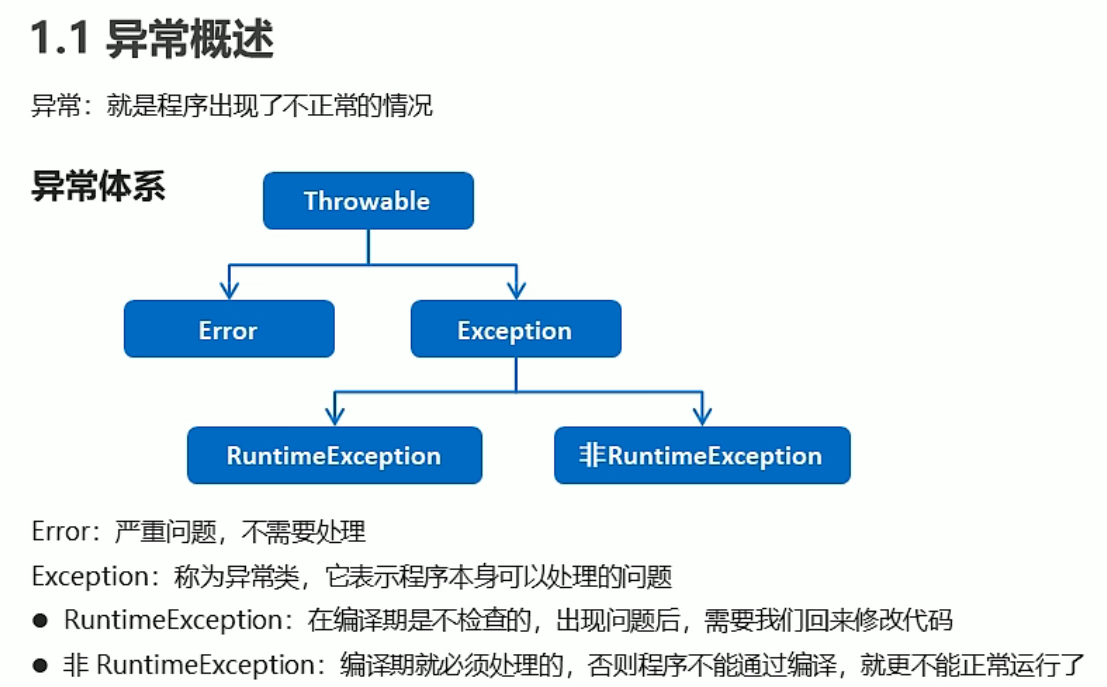 1.1 异常概述
异常：就是程序出现了不正常的情况
异常体系
Throwable
Error
Exception
RuntimeException
非RuntimeException
Error：严重问题，不需要处理
Exception：称为异常类，它表示程序本身可以处理的问题
● RuntimeException：在编译期是不检查的，出现问题后，需要我们回来修改代码
● 非 RuntimeException：编译期就必须处理的，否则程序不能通过编译，就更不能正常运行了